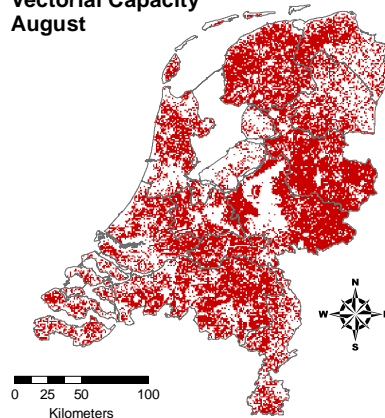 Vectorial Capacity
August
N
W
S
0 25 50 100
Kilometers